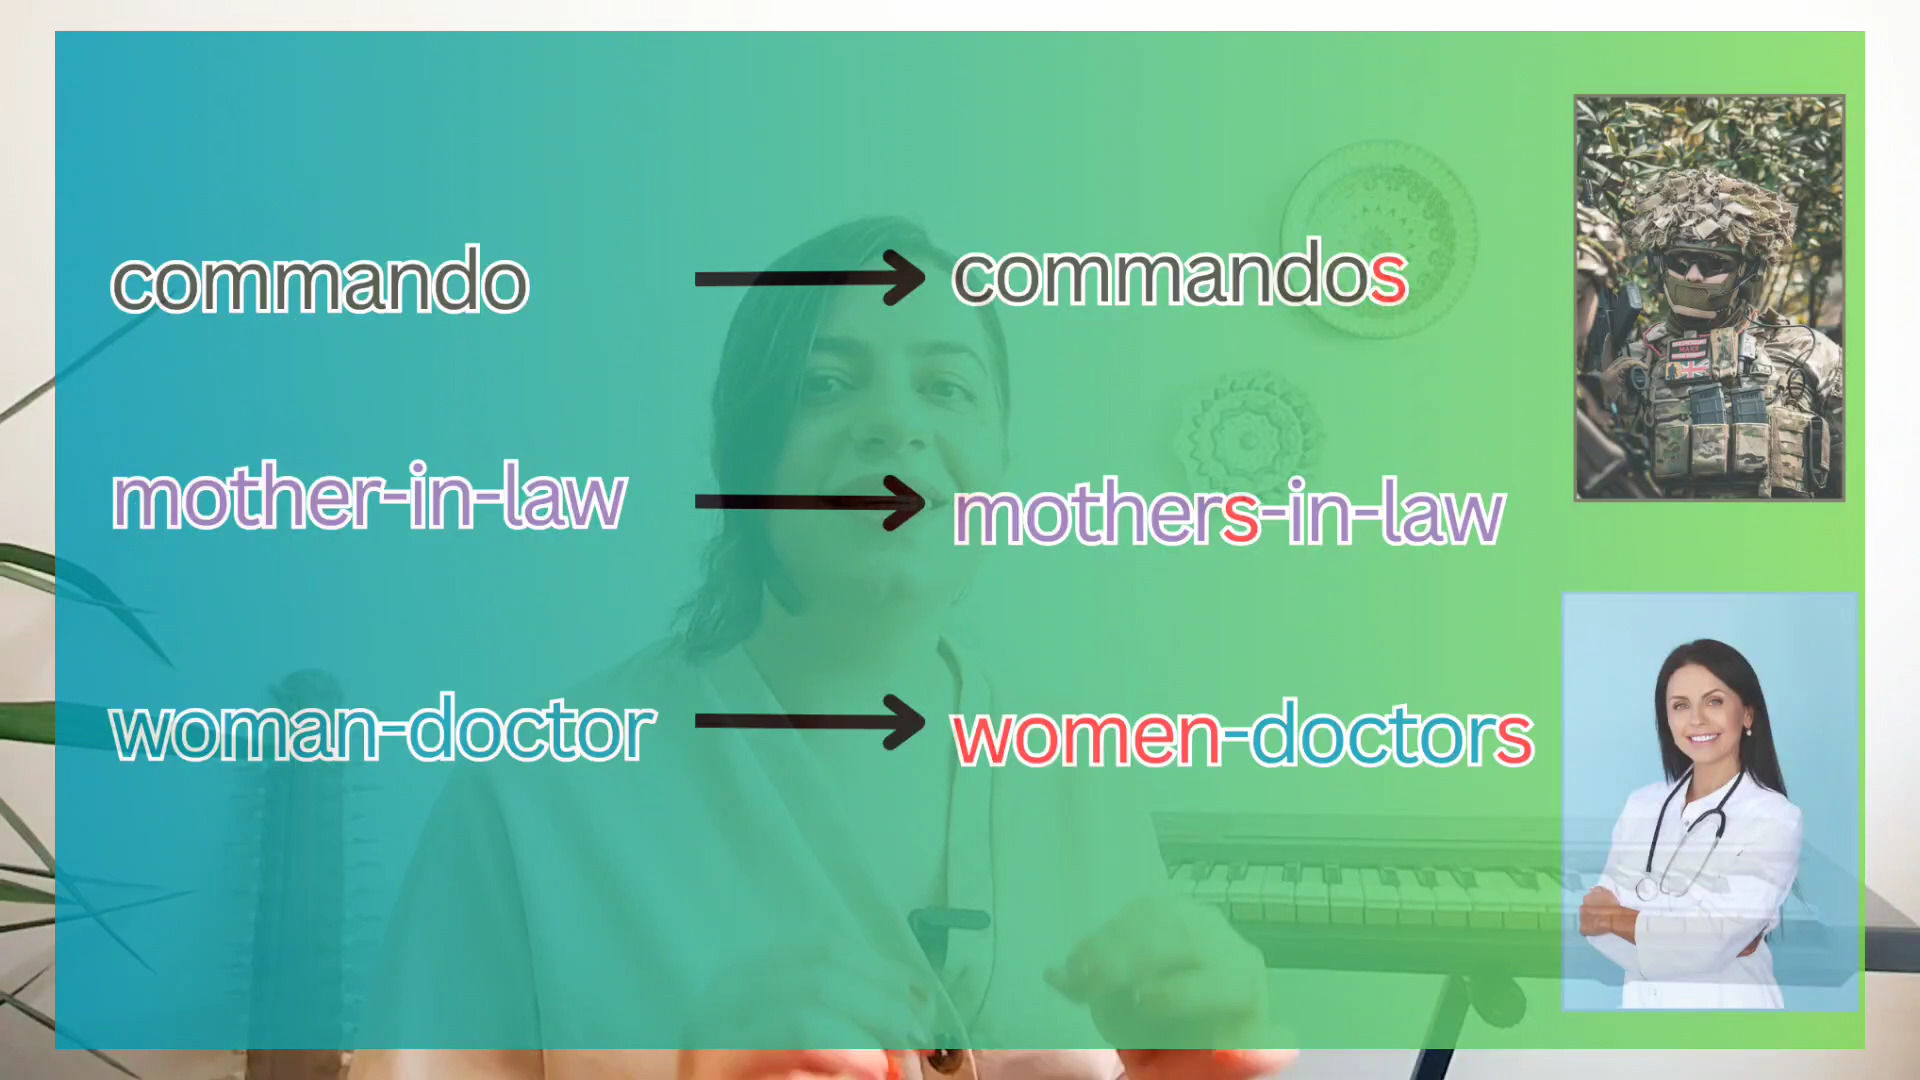 commando → commandos
mother-in-law → mothers-in-law
woman-doctor → women-doctors